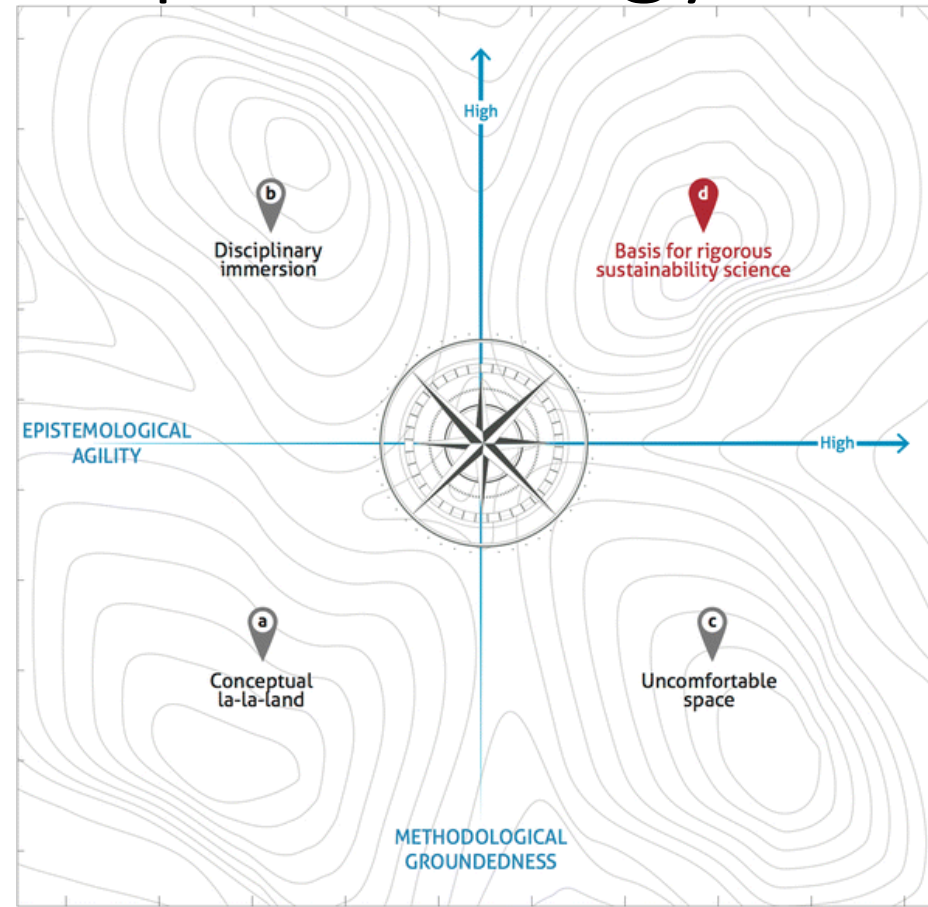 High
b
Disciplinary
immersion
d
Basis for rigorous
sustainability science
EPISTEMOLOGICAL
AGILITY
High
a
Conceptual
la-la-land
c
Uncomfortable
space
METHODOLOGICAL
GROUNDEDNESS